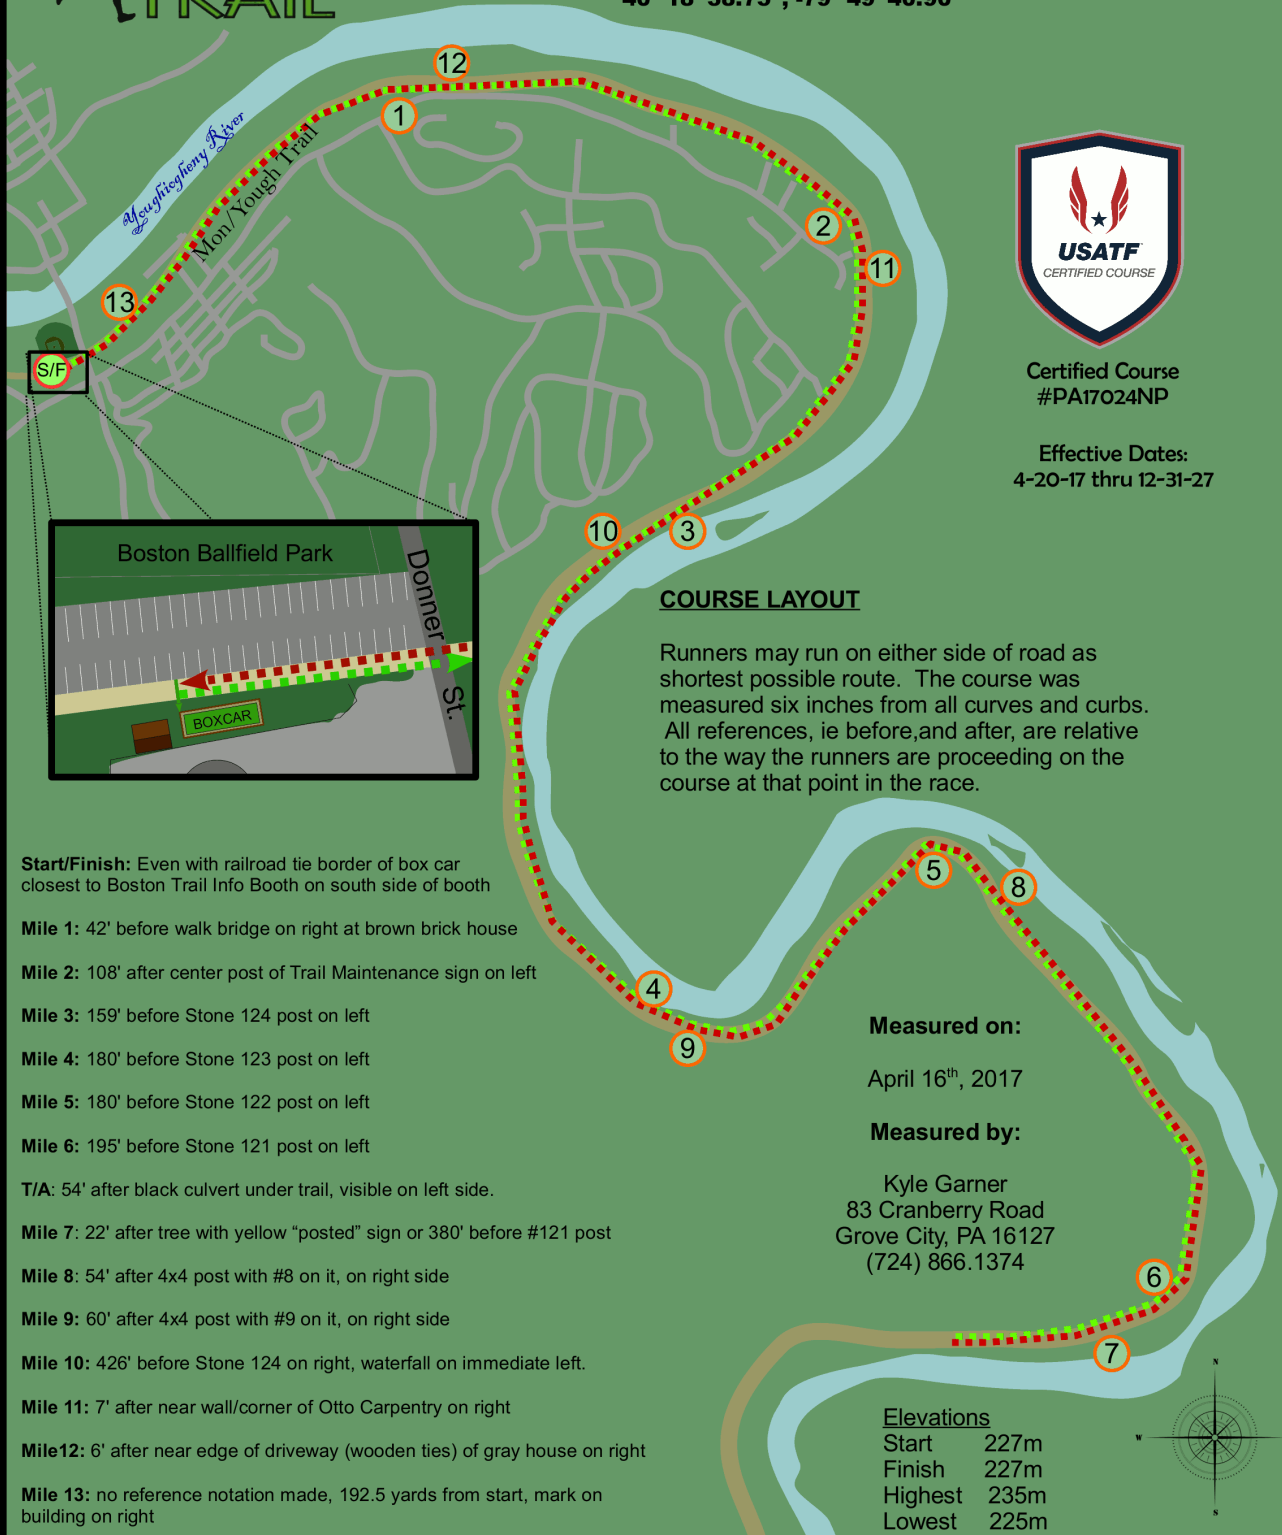 TRAIL
Youghiogheny River
Mon/Yough Trail
12
1
2
11
13
S/F
10
3
USATF
CERTIFIED COURSE
Certified Course
#PA17024NP
Effective Dates:
4-20-17 thru 12-31-27
Boston Ballfield Park
Donner St.
BOXCAR
COURSE LAYOUT
Runners may run on either side of road as
shortest possible route.  The course was
measured six inches from all curves and curbs.
All references, ie before,and after, are relative
to the way the runners are proceeding on the
course at that point in the race.
5
8
4
9
6
7
Start/Finish: Even with railroad tie border of box car
closest to Boston Trail Info Booth on south side of booth
Mile 1: 42' before walk bridge on right at brown brick house
Mile 2: 108' after center post of Trail Maintenance sign on left
Mile 3: 159' before Stone 124 post on left
Mile 4: 180' before Stone 123 post on left
Mile 5: 180' before Stone 122 post on left
Mile 6: 195' before Stone 121 post on left
T/A: 54' after black culvert under trail, visible on left side.
Mile 7: 22' after tree with yellow “posted” sign or 380' before #121 post
Mile 8: 54' after 4x4 post with #8 on it, on right side
Mile 9: 60' after 4x4 post with #9 on it, on right side
Mile 10: 426' before Stone 124 on right, waterfall on immediate left.
Mile 11: 7' after near wall/corner of Otto Carpentry on right
Mile12: 6' after near edge of driveway (wooden ties) of gray house on right
Mile 13: no reference notation made, 192.5 yards from start, mark on
building on right
Measured on:
April 16th, 2017
Measured by:
Kyle Garner
83 Cranberry Road
Grove City, PA 16127
(724) 866.1374
Elevations
Start 227m
Finish 227m
Highest 235m
Lowest 225m
N
W
S